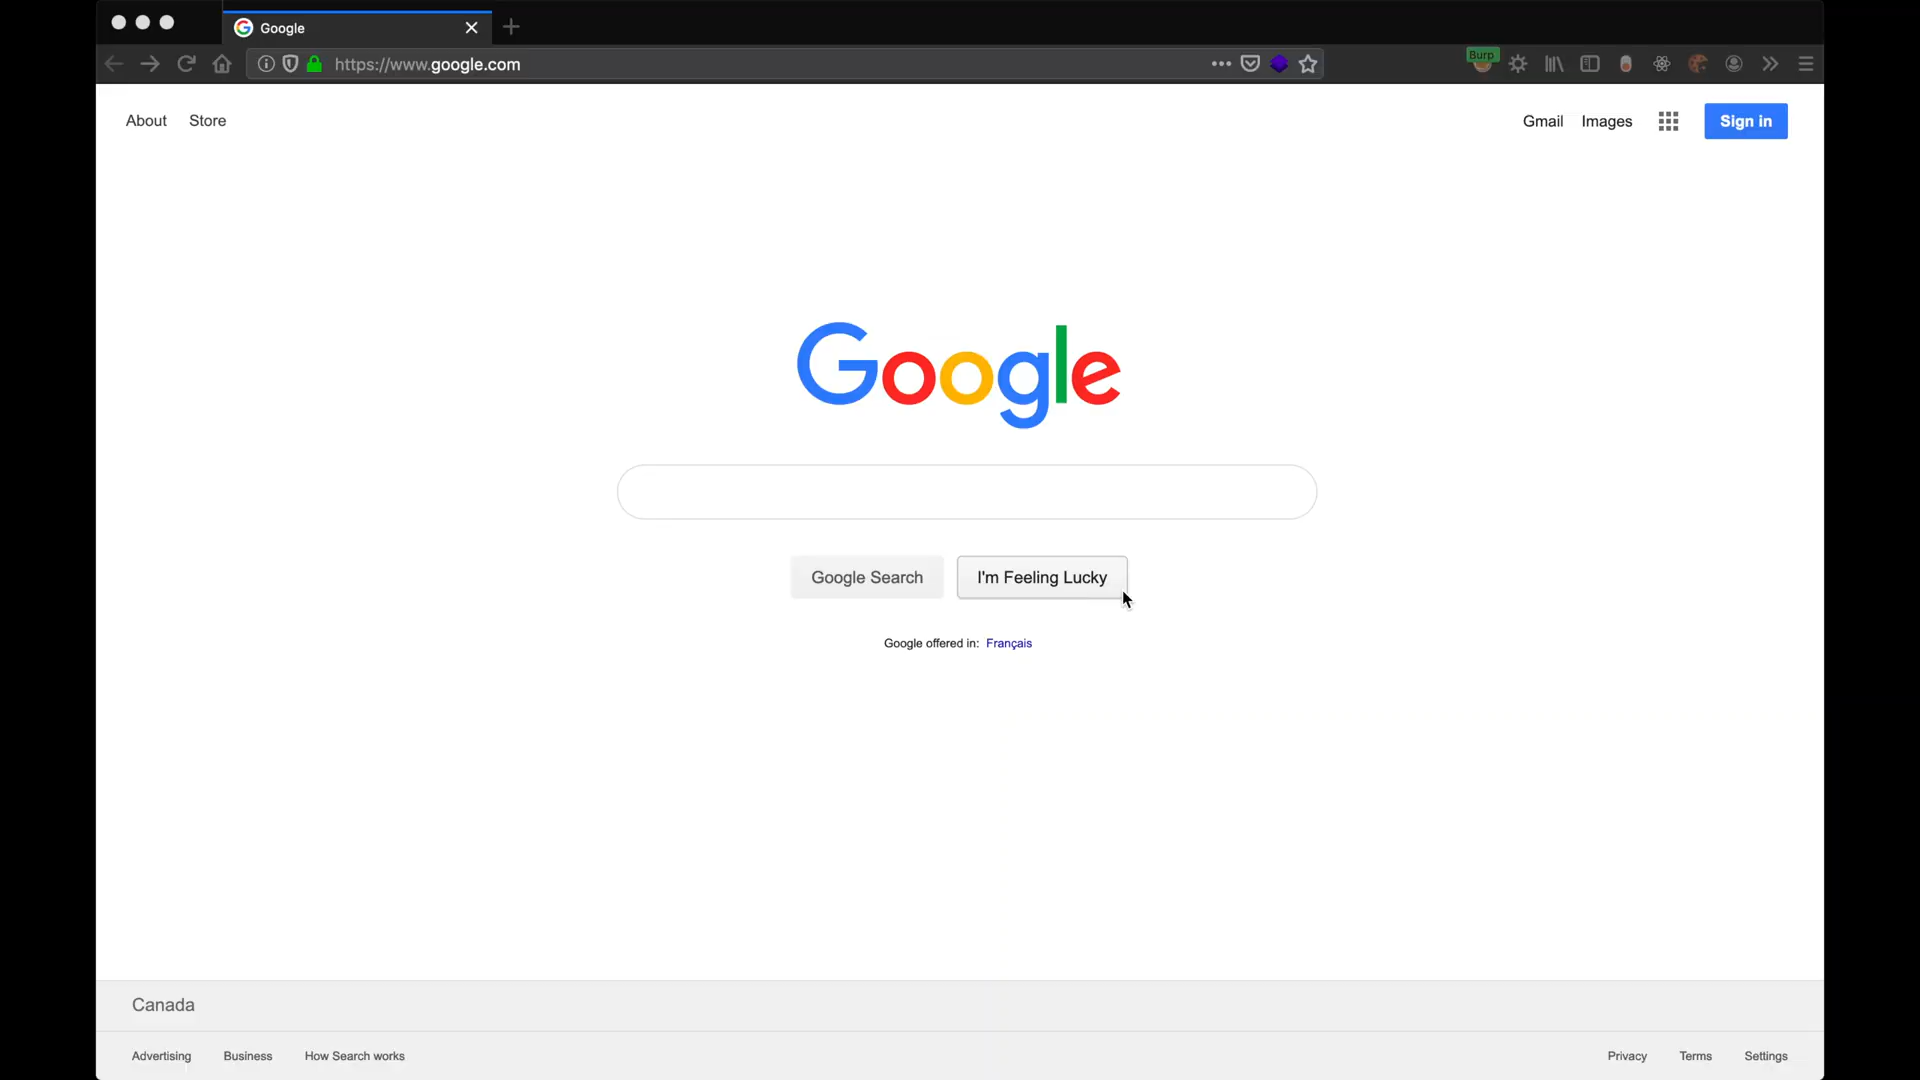 Google
https://www.google.com
Burp
About Store
Gmail Images Sign in
Google
Google Search I'm Feeling Lucky
Google offered in: Français
Canada
Advertising Business How Search works
Privacy Terms Settings